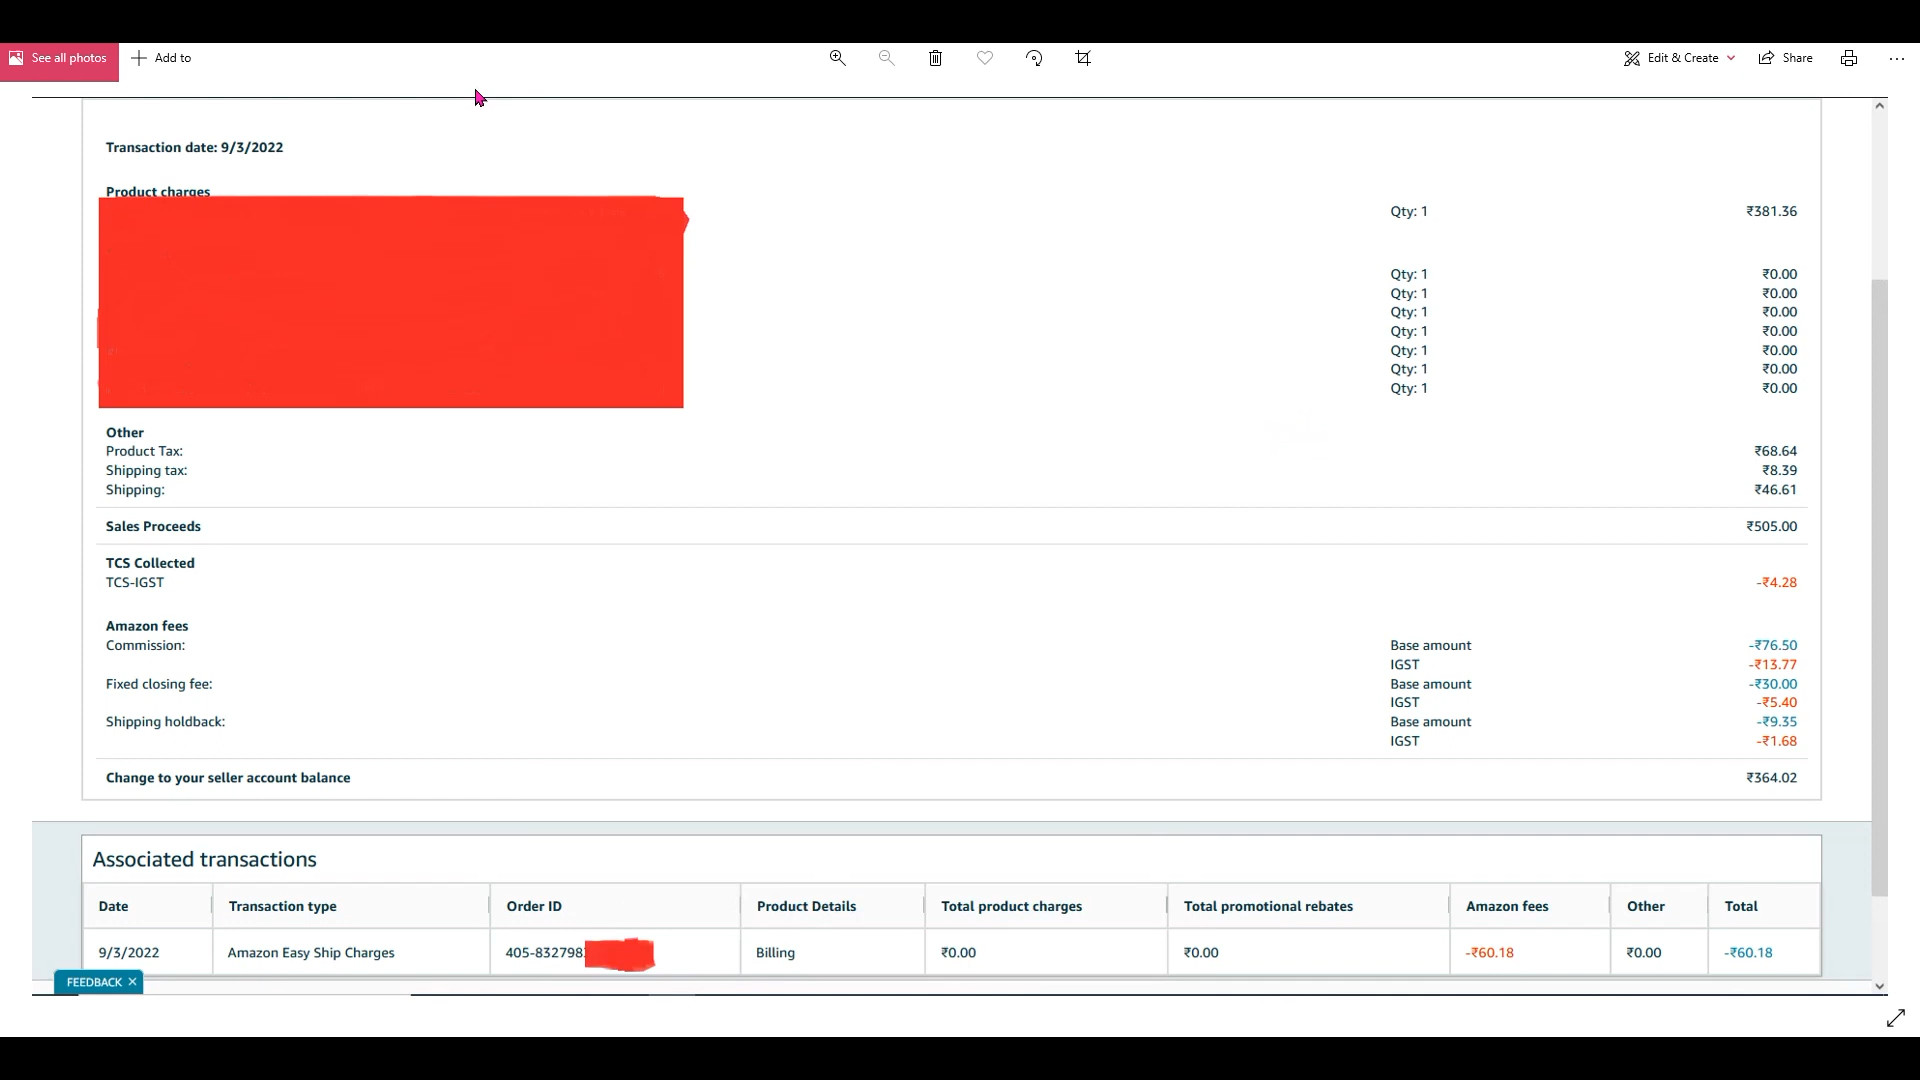 See all photos
Add to
Edit & Create
Share
Transaction date: 9/3/2022
Product charges
Qty: 1 ₹381.36
Qty: 1 ₹0.00
Qty: 1 ₹0.00
Qty: 1 ₹0.00
Qty: 1 ₹0.00
Qty: 1 ₹0.00
Qty: 1 ₹0.00
Qty: 1 ₹0.00
Other
Product Tax: ₹68.64
Shipping tax: ₹8.39
Shipping: ₹46.61
Sales Proceeds ₹505.00
TCS Collected
TCS-IGST -₹4.28
Amazon fees
Commission: Base amount -₹76.50
IGST -₹13.77
Fixed closing fee: Base amount -₹30.00
IGST -₹5.40
Shipping holdback: Base amount -₹9.35
IGST -₹1.68
Change to your seller account balance ₹364.02
Associated transactions
Date Transaction type Order ID Product Details Total product charges Total promotional rebates Amazon fees Other Total
9/3/2022 Amazon Easy Ship Charges 405-832798 Billing ₹0.00 ₹0.00 -₹60.18 ₹0.00 -₹60.18
FEEDBACK ×